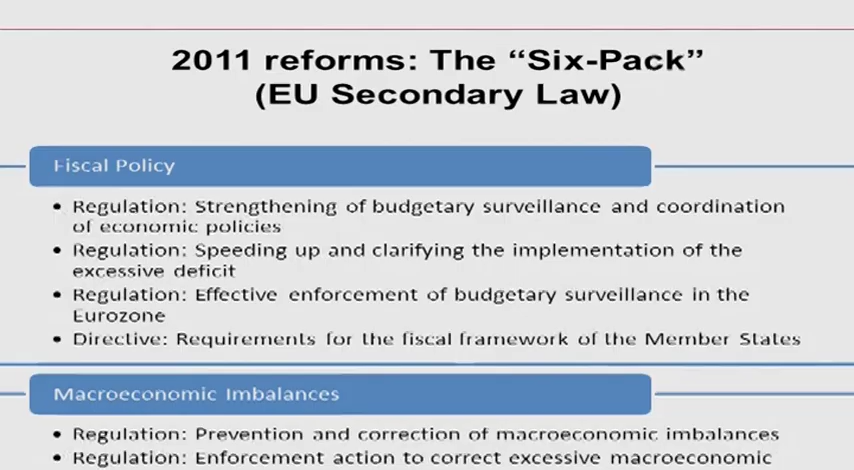 2011 reforms: The “Six-Pack”
(EU Secondary Law)
Fiscal Policy
• Regulation: Strengthening of budgetary surveillance and coordination
of economic policies
• Regulation: Speeding up and clarifying the implementation of the
excessive deficit
• Regulation: Effective enforcement of budgetary surveillance in the
Eurozone
• Directive: Requirements for the fiscal framework of the Member States
Macroeconomic Imbalances
• Regulation: Prevention and correction of macroeconomic imbalances
• Regulation: Enforcement action to correct excessive macroeconomic